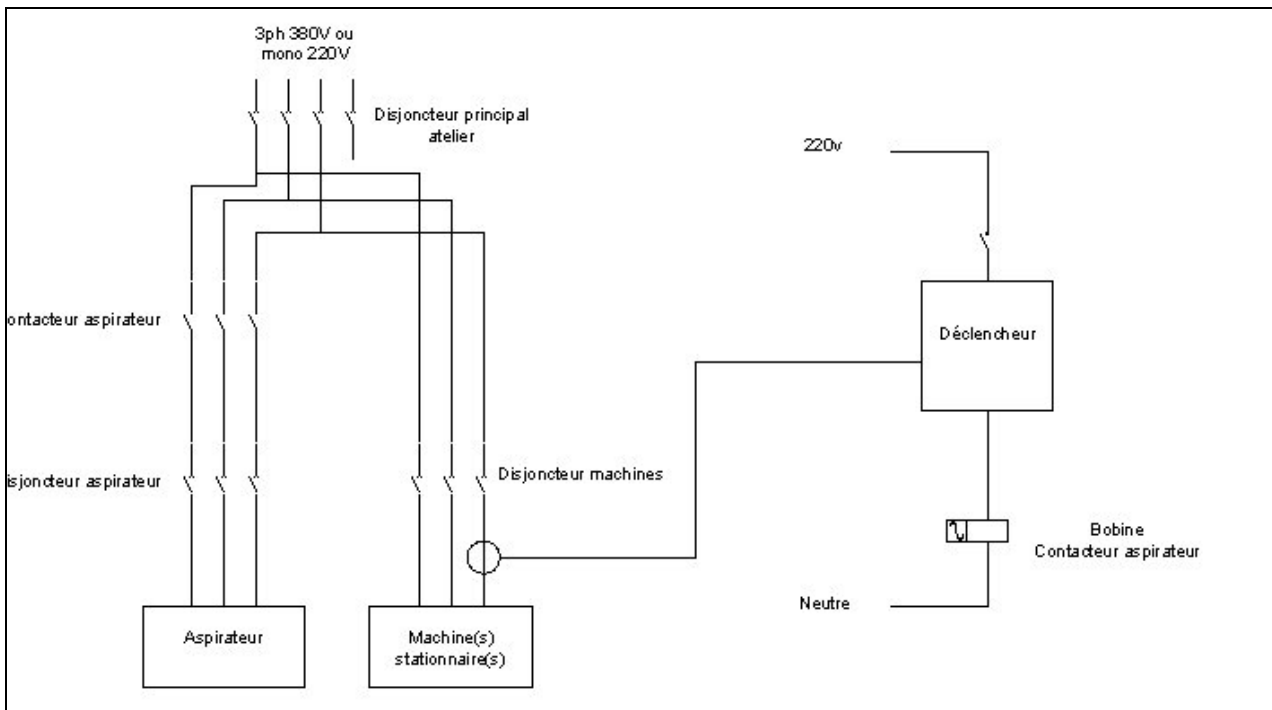 3ph 380V ou
mono 220V
Disjoncteur principal
atelier
220v
ontacteur aspirateur
Déclencheur
isjoncteur aspirateur
Disjoncteur machines
Bobine
Contacteur aspirateur
Neutre
Aspirateur
Machine(s)
stationnaire(s)